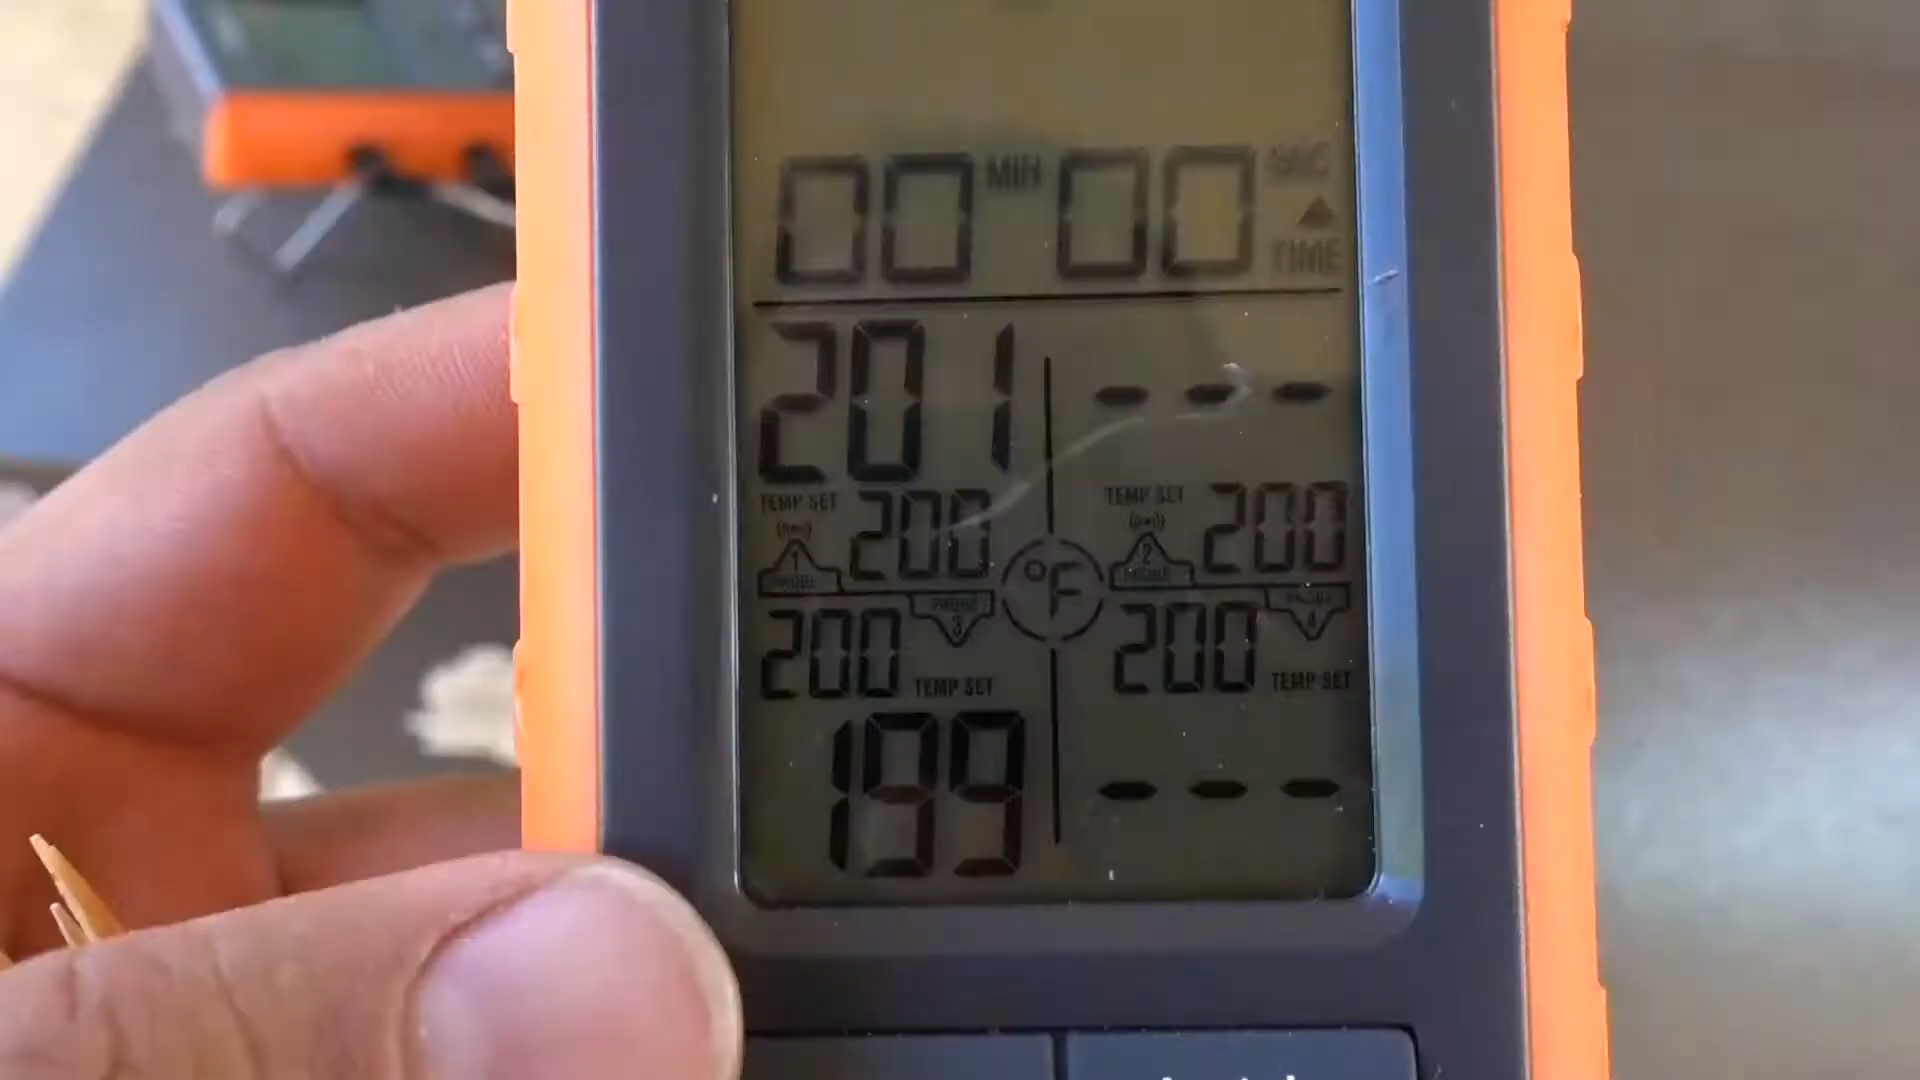 00 MIN 00 SEC
TIME
201 - - -
TEMP SET 200 TEMP SET 200
1 PROBE 2 PROBE
°F
PROBE 3 PROBE 4
200 TEMP SET 200 TEMP SET
199 - - -